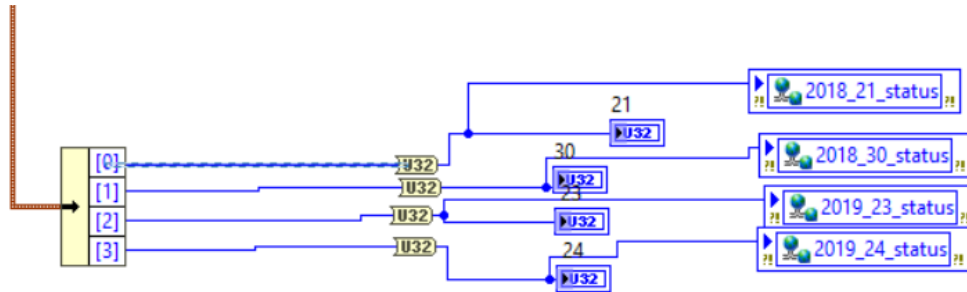 2018_21_status
21
U32
[0] U32
30
2018_30_status
[1] U32
U32
23
2019_23_status
[2] U32
U32
24
2019_24_status
[3] U32
U32